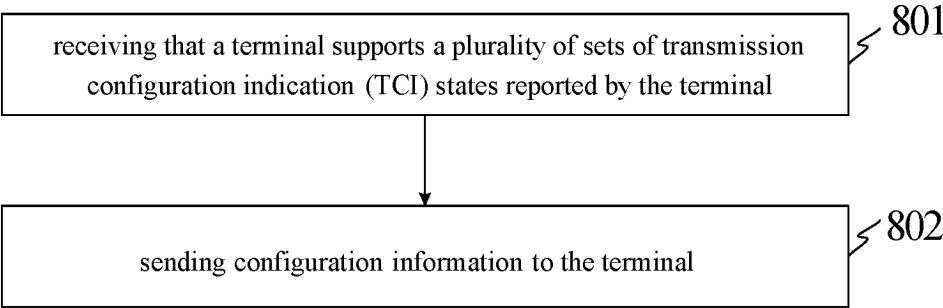 801
receiving that a terminal supports a plurality of sets of transmission
configuration indication (TCI) states reported by the terminal
802
sending configuration information to the terminal